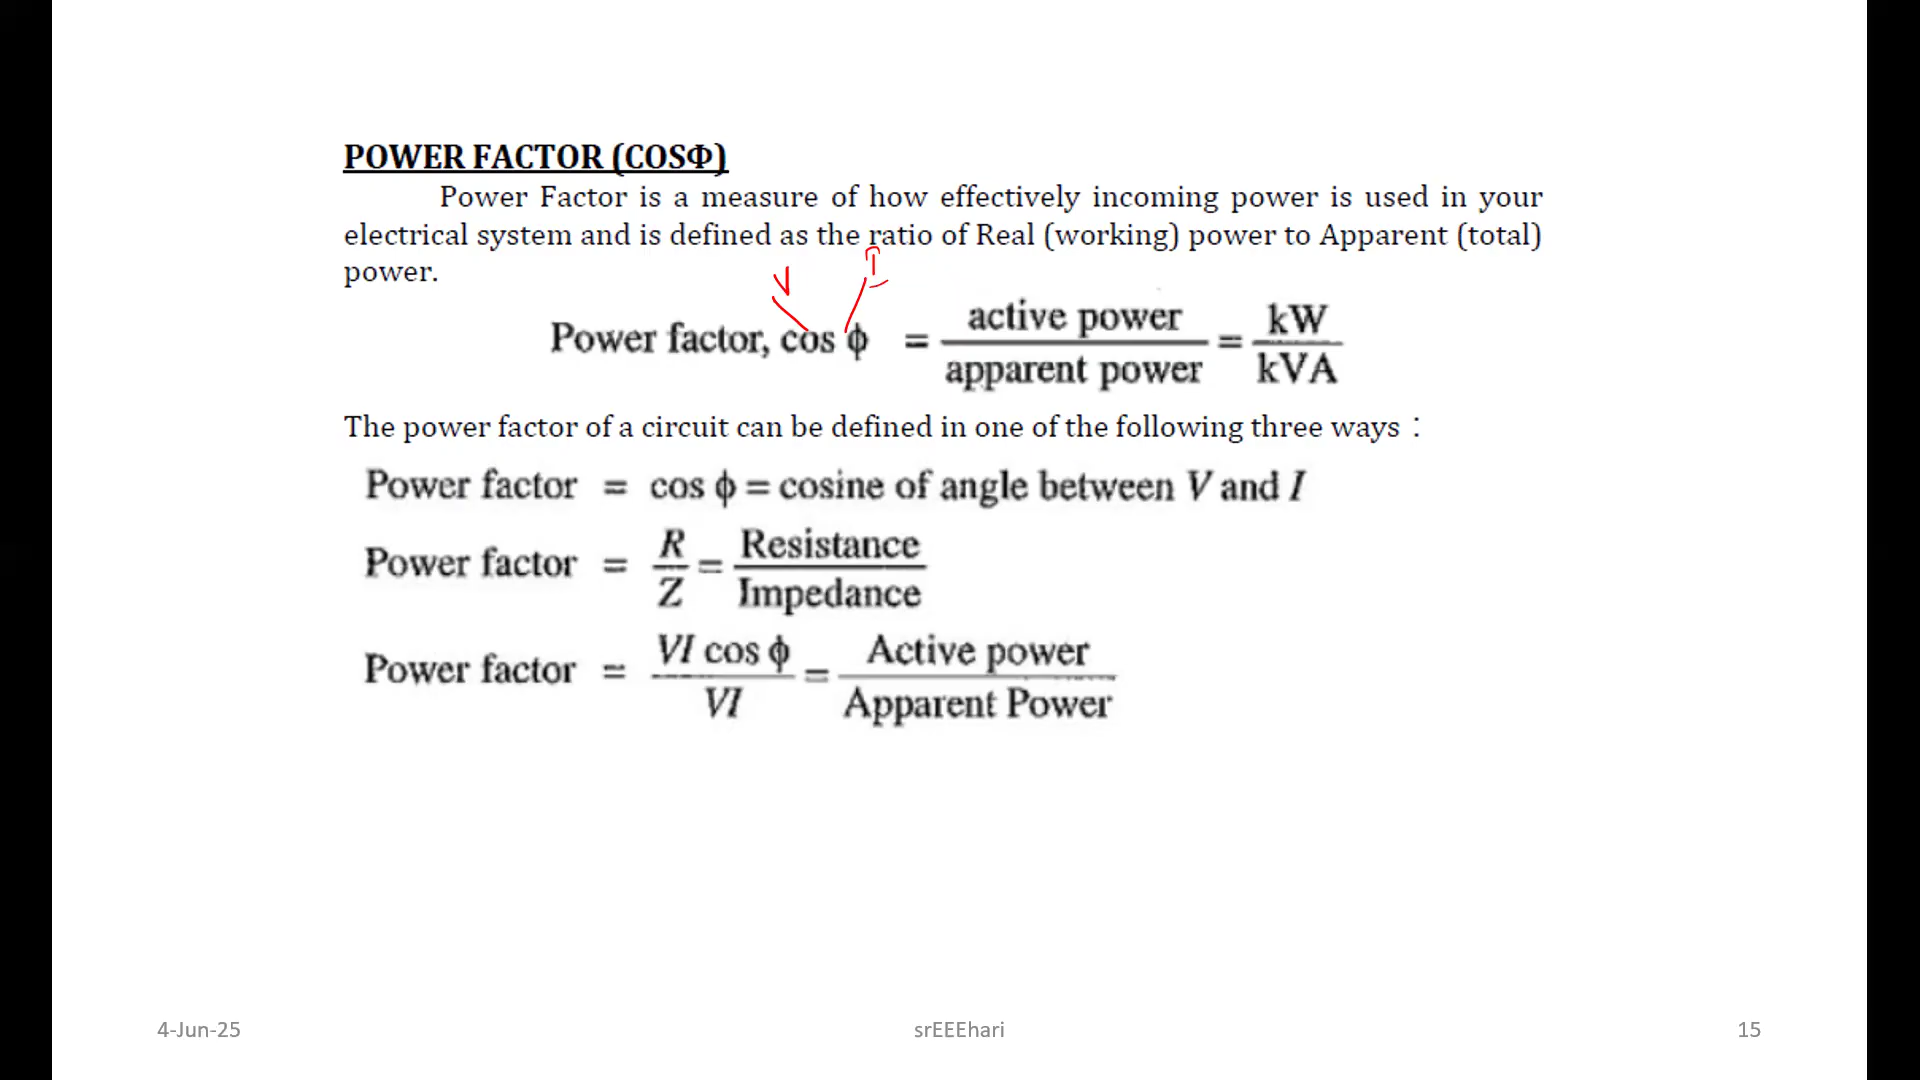 POWER FACTOR (COSΦ)
Power Factor is a measure of how effectively incoming power is used in your
electrical system and is defined as the ratio of Real (working) power to Apparent (total)
power.
V I
Power factor, cos ϕ = active power / apparent power = kW / kVA
The power factor of a circuit can be defined in one of the following three ways :
Power factor = cos ϕ = cosine of angle between V and I
Power factor = R / Z = Resistance / Impedance
Power factor = VI cos ϕ / VI = Active power / Apparent Power
4-Jun-25 srEEEhari 15